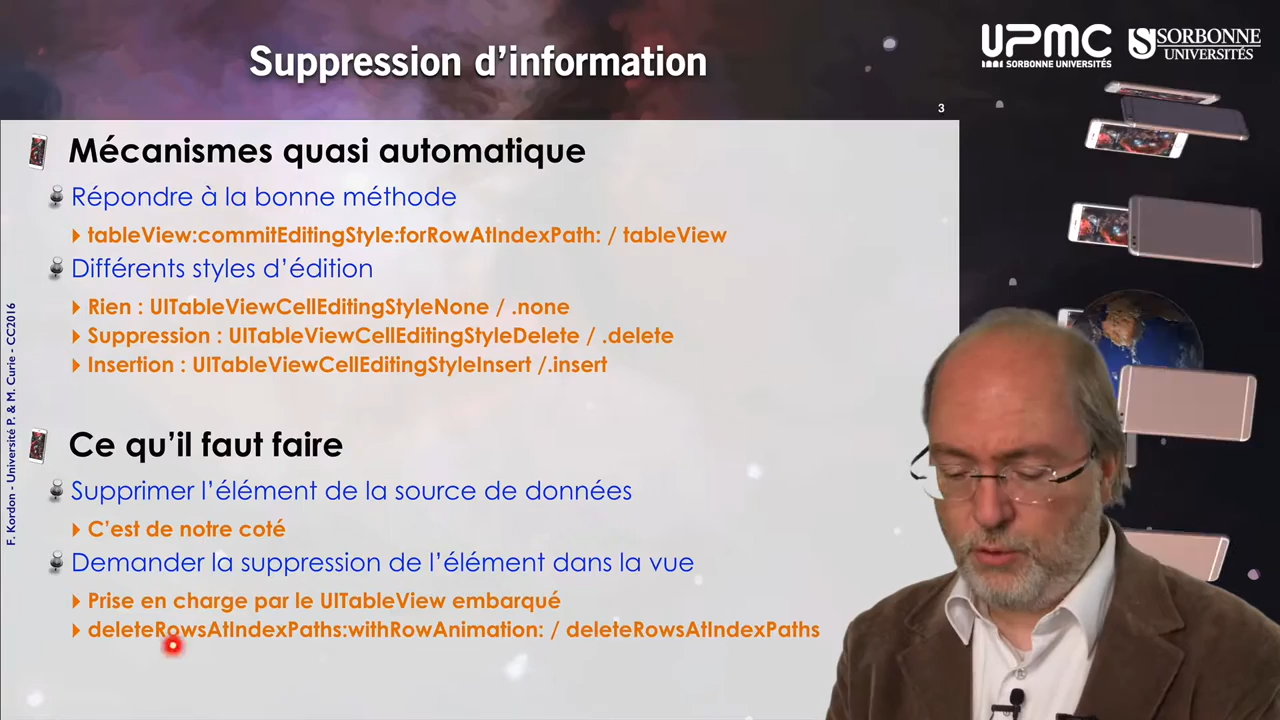 Suppression d'information
UPMC
SORBONNE UNIVERSITÉS
SORBONNE
UNIVERSITÉS
3
Mécanismes quasi automatique
Répondre à la bonne méthode
tableView:commitEditingStyle:forRowAtIndexPath: / tableView
Différents styles d'édition
Rien : UITableViewCellEditingStyleNone / .none
Suppression : UITableViewCellEditingStyleDelete / .delete
Insertion : UITableViewCellEditingStyleInsert /.insert
Ce qu'il faut faire
Supprimer l'élément de la source de données
C'est de notre coté
Demander la suppression de l'élément dans la vue
Prise en charge par le UITableView embarqué
deleteRowsAtIndexPaths:withRowAnimation: / deleteRowsAtIndexPaths
F. Kordon - Université P. & M. Curie - CC2016